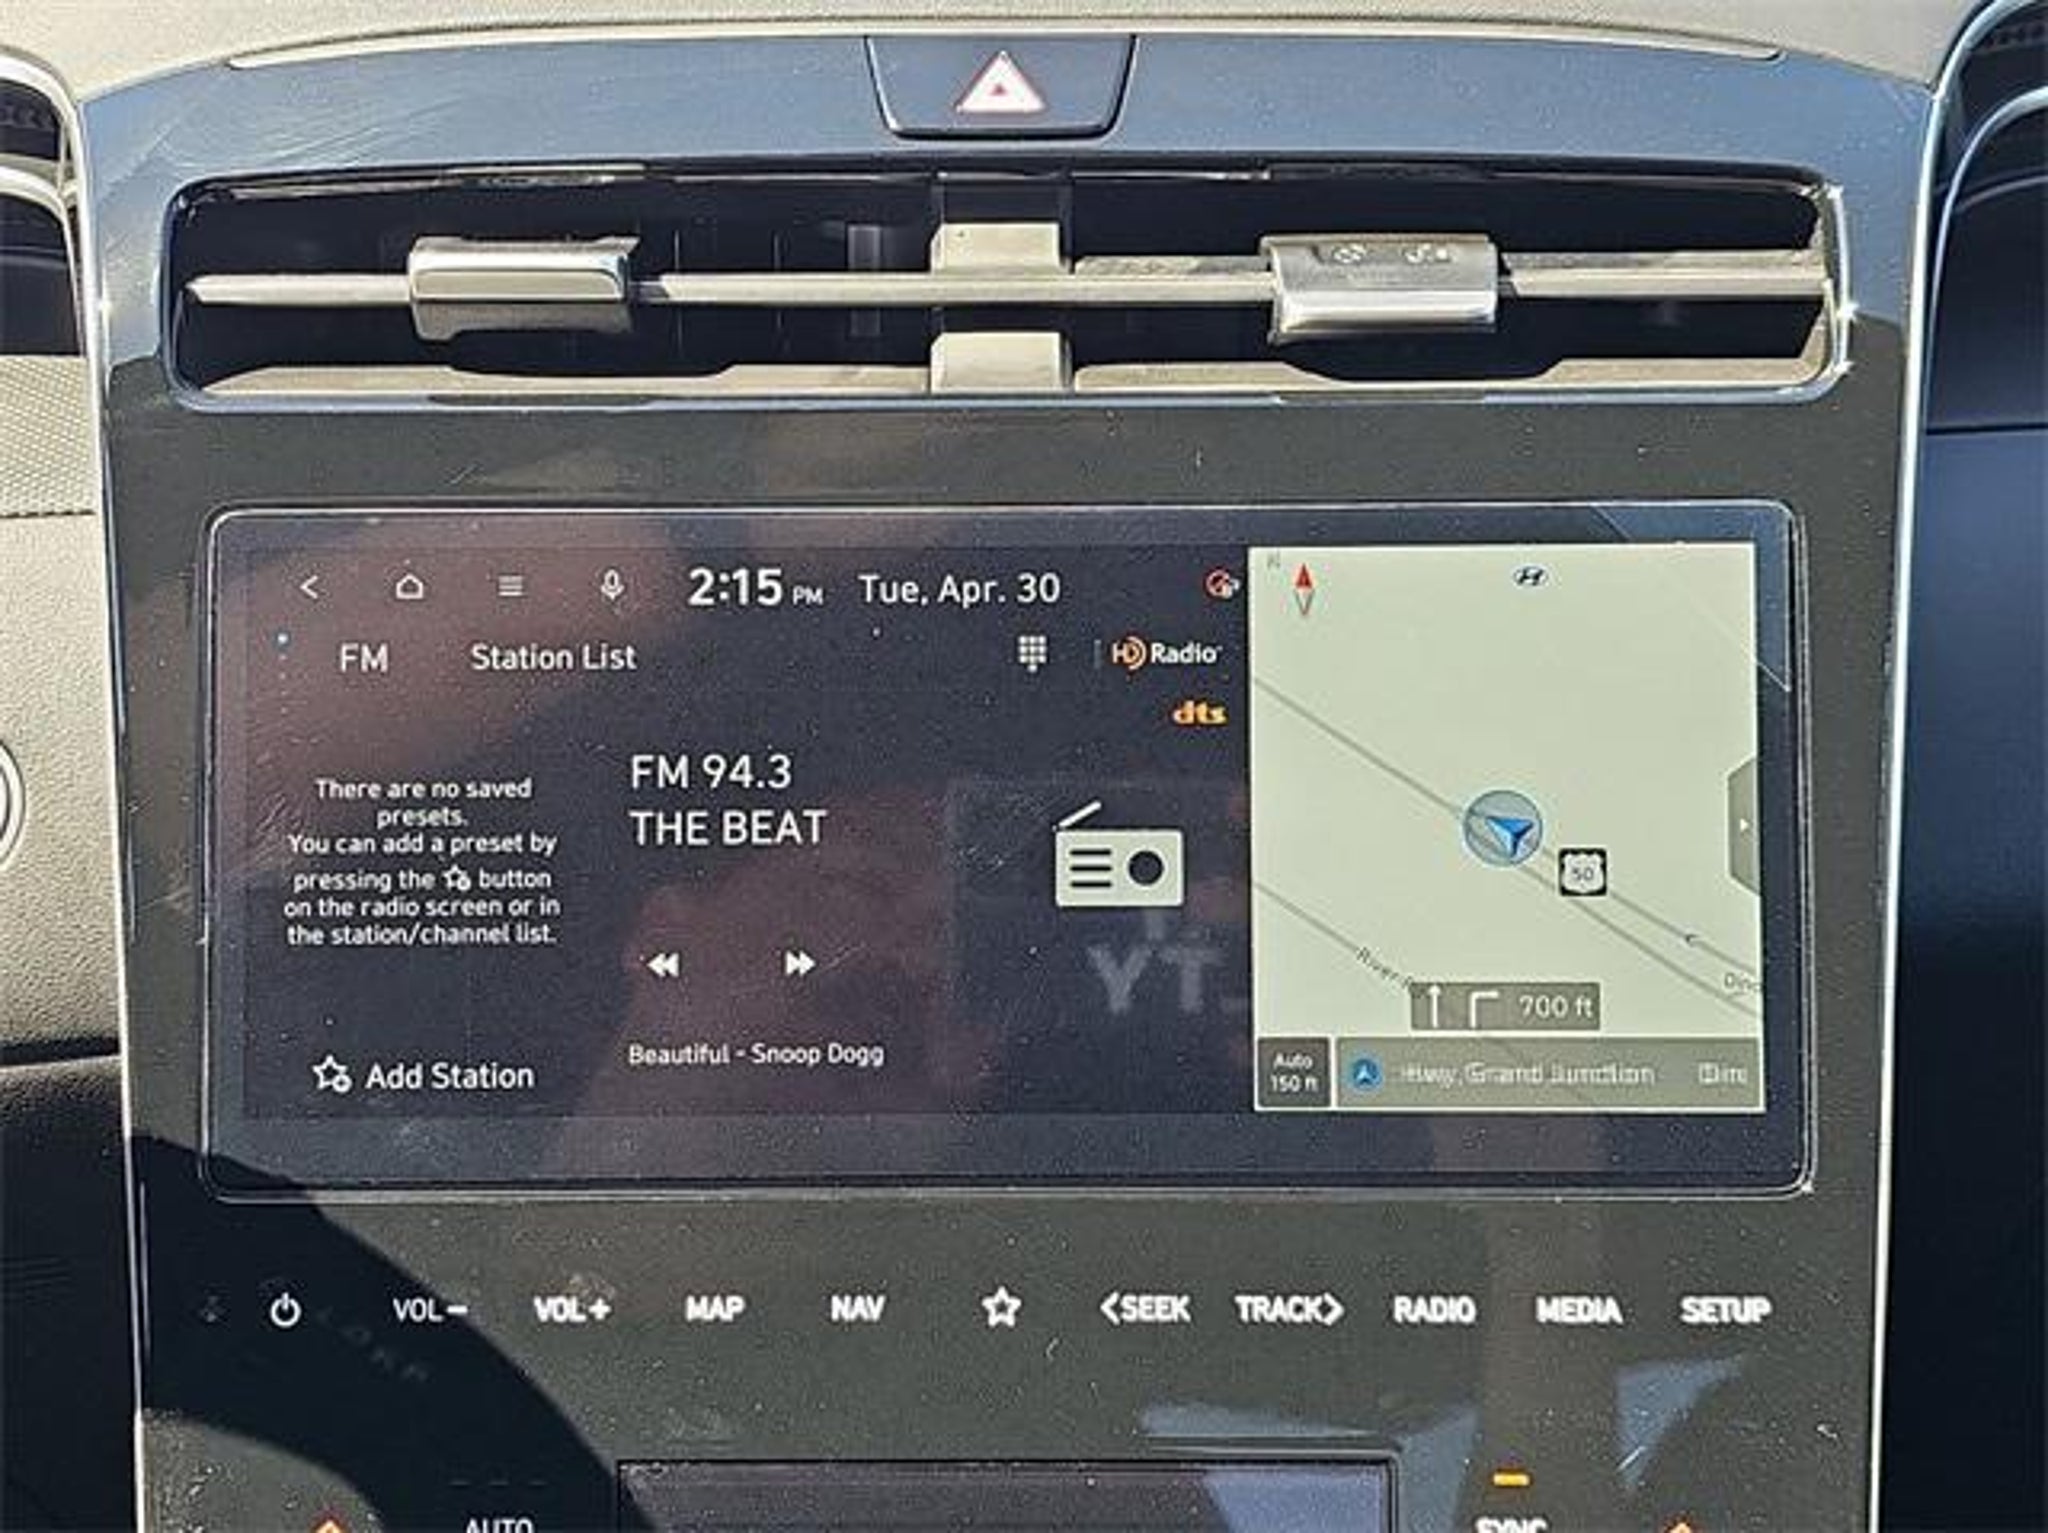 2:15 PM Tue, Apr. 30
FM Station List HD Radio
dts
There are no saved
presets.
You can add a preset by
pressing the button
on the radio screen or in
the station/channel list.
Add Station
FM 94.3
THE BEAT
Beautiful - Snoop Dogg
N
50
River
700 ft
Auto
150 ft
Hwy, Grand Junction
VOL- VOL+ MAP NAV <SEEK TRACK> RADIO MEDIA SETUP
AUTO SYNC